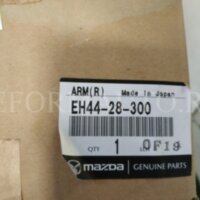 ARM(R) Made in Japan
EH44-28-300
QTY 1 0F19
mazda GENUINE PARTS